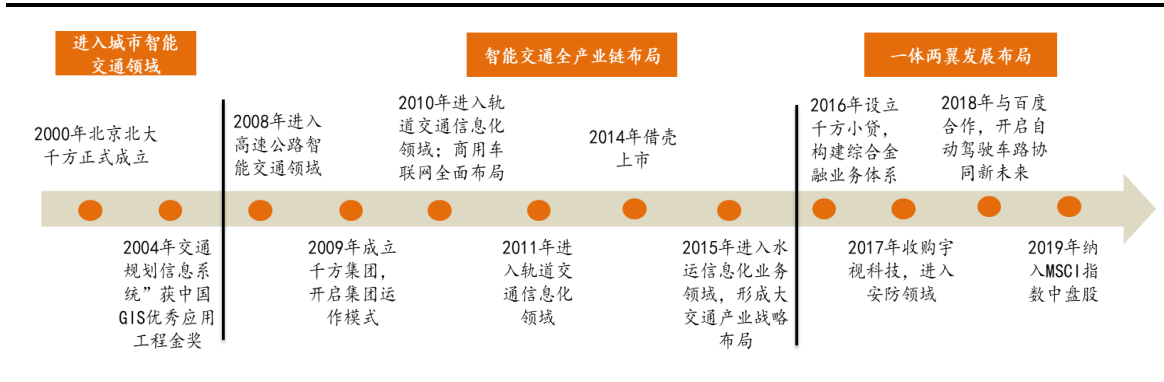 进入城市智能
交通领域
智能交通全产业链布局
一体两翼发展布局
2000年北京北大
千方正式成立
2008年进入
高速公路智
能交通领域
2010年进入轨
道交通信息化
领域；商用车
联网全面布局
2014年借壳
上市
2016年设立
千方小贷，
构建综合金
融业务体系
2018年与百度
合作，开启自
动驾驶车路协
同新未来
2004年交通
规划信息系
统”获中国
GIS优秀应用
工程金奖
2009年成立
千方集团，
开启集团运
作模式
2011年进
入轨道交
通信息化
领域
2015年进入水
运信息化业务
领域，形成大
交通产业战略
布局
2017年收购宇
视科技，进入
安防领域
2019年纳
入MSCI指
数中盘股